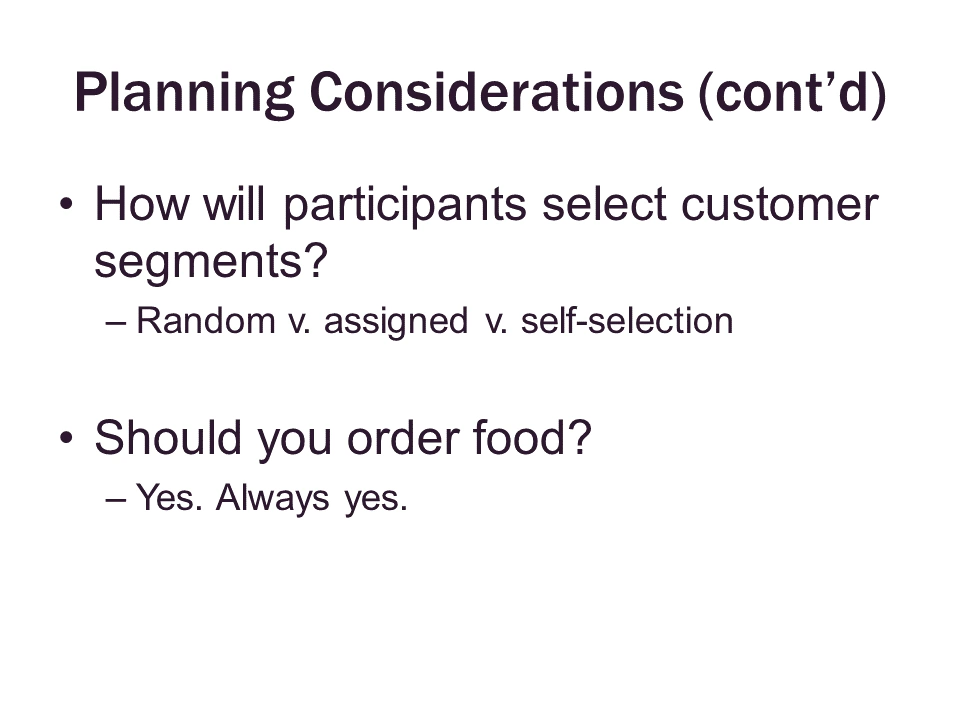 Planning Considerations (cont’d)
• How will participants select customer
segments?
– Random v. assigned v. self-selection
• Should you order food?
– Yes. Always yes.